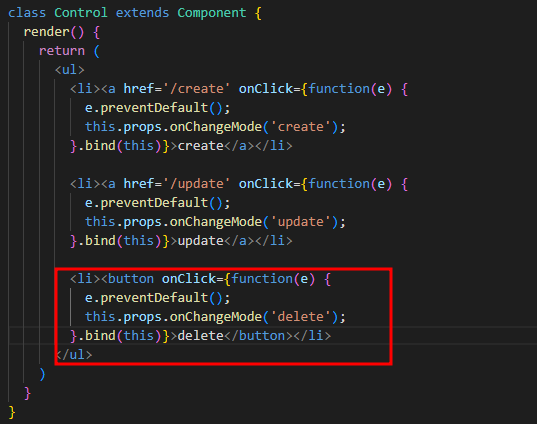 class Control extends Component {
  render() {
    return (
      <ul>
        <li><a href='/create' onClick={function(e) {
          e.preventDefault();
          this.props.onChangeMode('create');
        }.bind(this)}>create</a></li>

        <li><a href='/update' onClick={function(e) {
          e.preventDefault();
          this.props.onChangeMode('update');
        }.bind(this)}>update</a></li>

        <li><button onClick={function(e) {
          e.preventDefault();
          this.props.onChangeMode('delete');
        }.bind(this)}>delete</button></li>
      </ul>
    )
  }
}